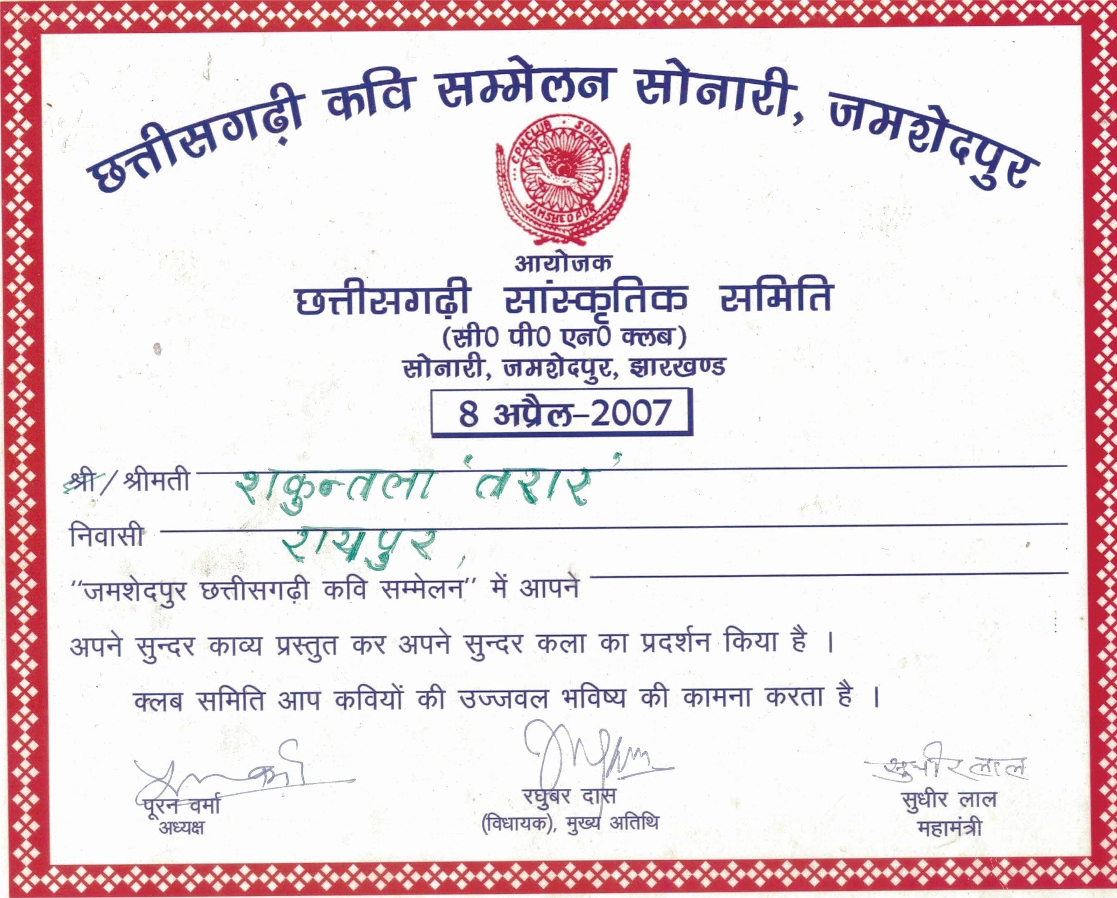 छत्तीसगढ़ी कवि सम्मेलन सोनारी, जमशेदपुर
CPNCLUB · SONARY
JAMSHEDPUR
आयोजक
छत्तीसगढ़ी सांस्कृतिक समिति
(सी0 पी0 एन0 क्लब)
सोनारी, जमशेदपुर, झारखण्ड
8 अप्रैल-2007
श्री / श्रीमती शकुन्तला 'तरार'
निवासी रायपुर,
"जमशेदपुर छत्तीसगढ़ी कवि सम्मेलन" में आपने
अपने सुन्दर काव्य प्रस्तुत कर अपने सुन्दर कला का प्रदर्शन किया है ।
क्लब समिति आप कवियों की उज्जवल भविष्य की कामना करता है ।
सुधीर लाल
पूरन वर्मा रघुबर दास सुधीर लाल
अध्यक्ष (विधायक), मुख्य अतिथि महामंत्री